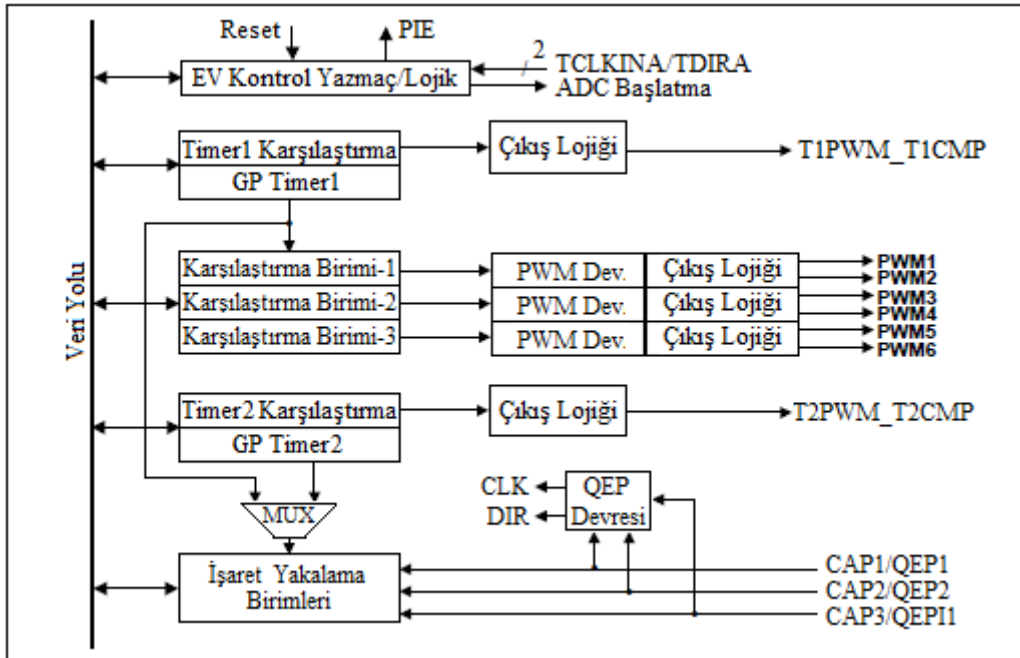 Reset
PIE
2
EV Kontrol Yazmaç/Lojik
TCLKINA/TDIRA
ADC Başlatma
Timer1 Karşılaştırma
Çıkış Lojiği
T1PWM_T1CMP
GP Timer1
Veri Yolu
Karşılaştırma Birimi-1
PWM Dev.
Çıkış Lojiği
PWM1
PWM2
Karşılaştırma Birimi-2
PWM Dev.
Çıkış Lojiği
PWM3
PWM4
Karşılaştırma Birimi-3
PWM Dev.
Çıkış Lojiği
PWM5
PWM6
Timer2 Karşılaştırma
Çıkış Lojiği
T2PWM_T2CMP
GP Timer2
MUX
CLK
DIR
QEP
Devresi
İşaret Yakalama
Birimleri
CAP1/QEP1
CAP2/QEP2
CAP3/QEPI1